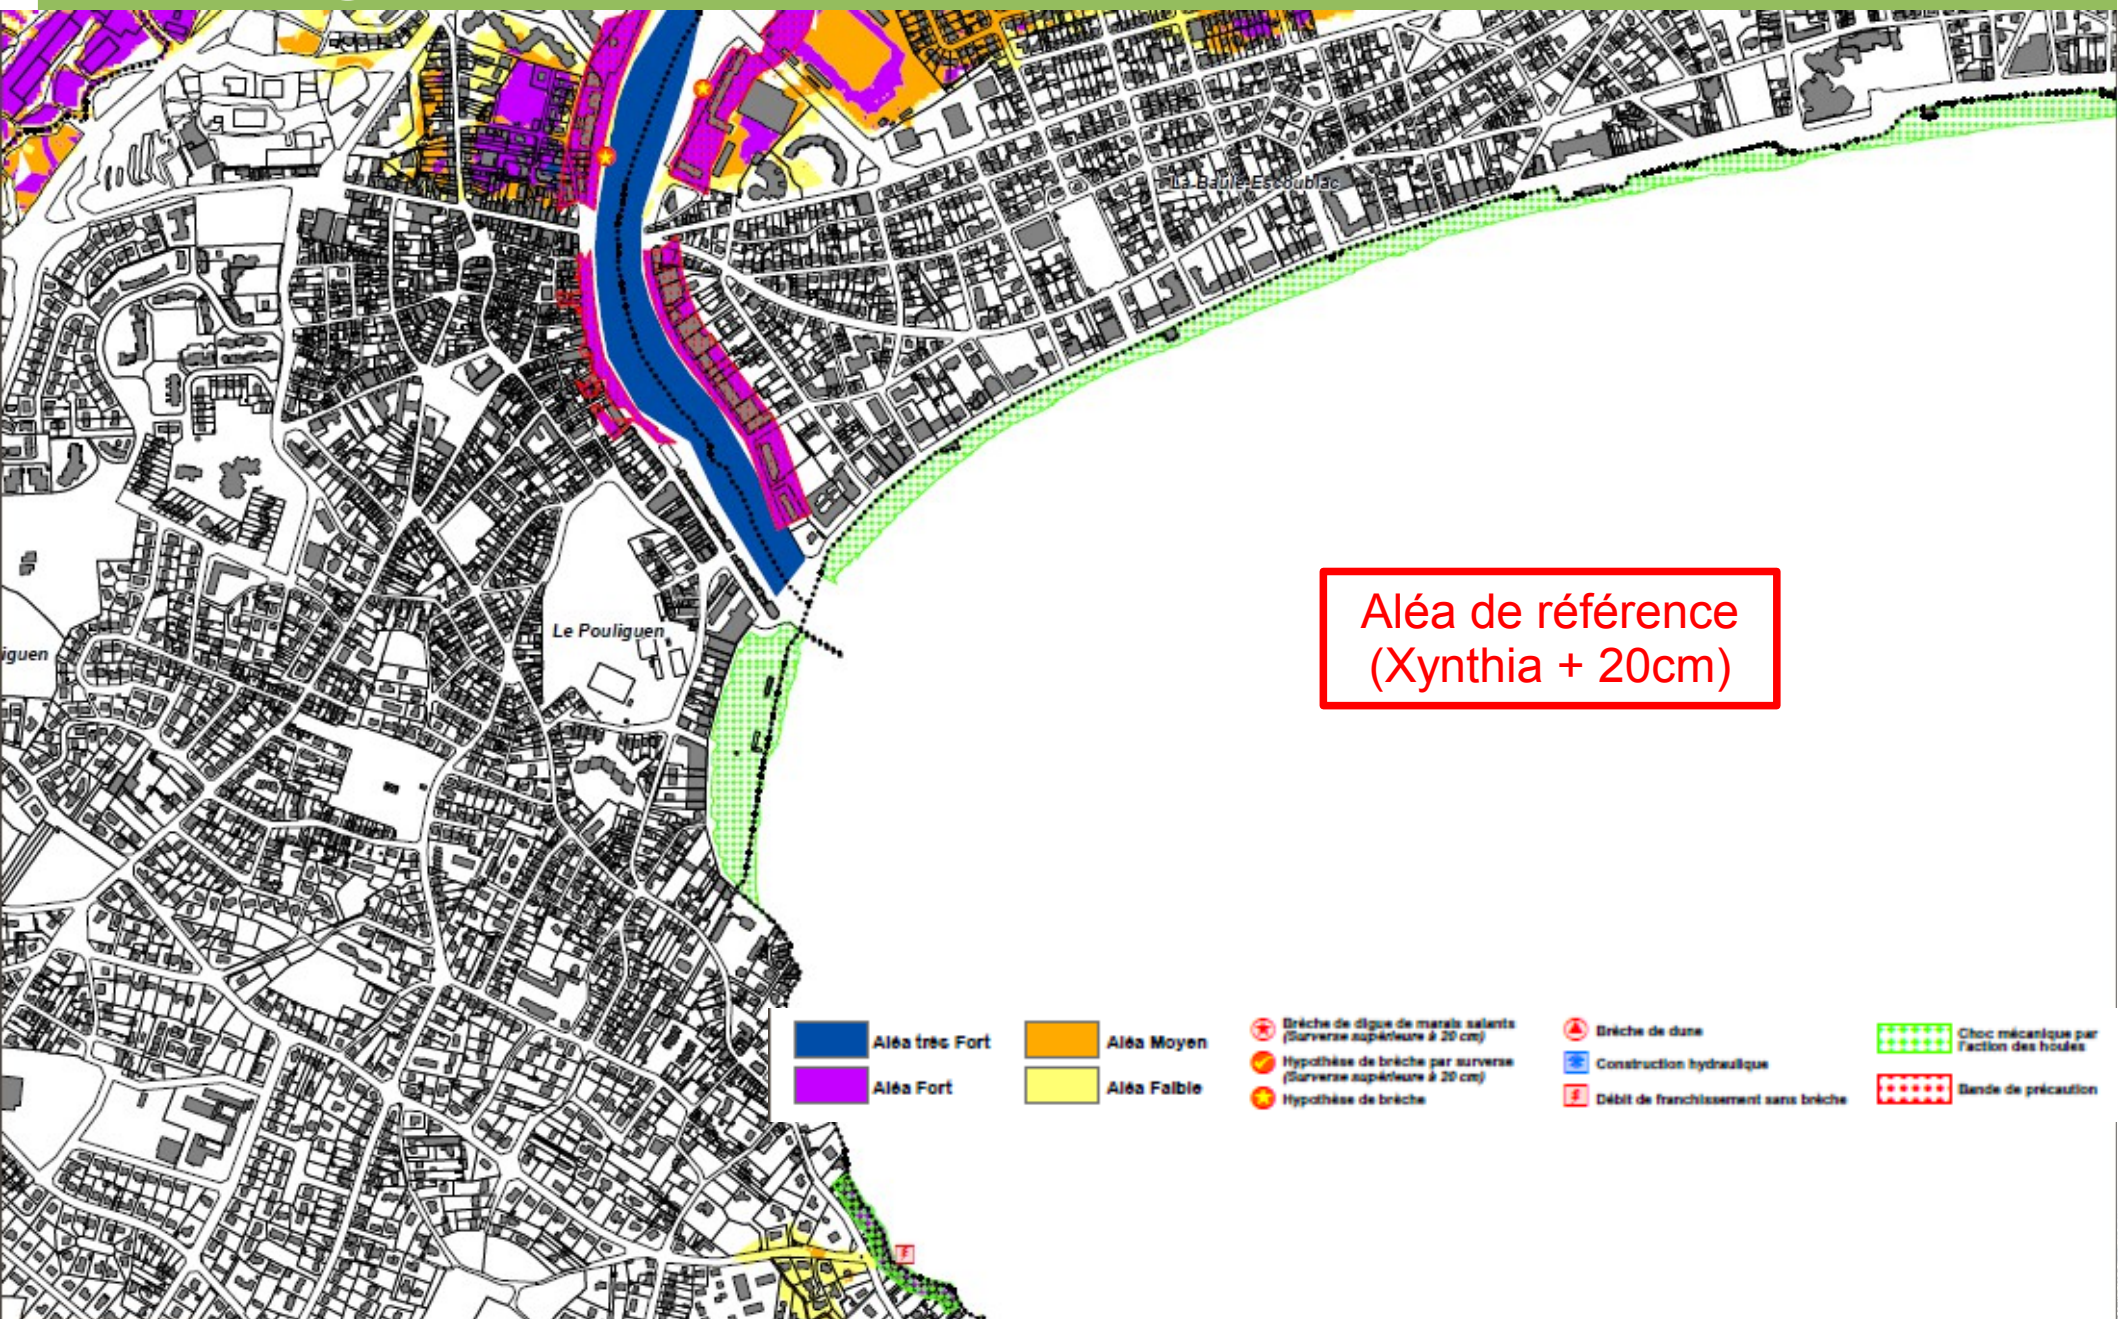 La Baule-Escoublac
Aléa de référence
(Xynthia + 20cm)
Le Pouliguen
iguen
Aléa très Fort
Aléa Fort
Aléa Moyen
Aléa Faible
Brèche de digue de marais salants
(Surverse supérieure à 20 cm)
Hypothèse de brèche par surverse
(Surverse supérieure à 20 cm)
Hypothèse de brèche
Brèche de dune
Construction hydraulique
Débit de franchissement sans brèche
Choc mécanique par
l'action des houles
Bande de précaution